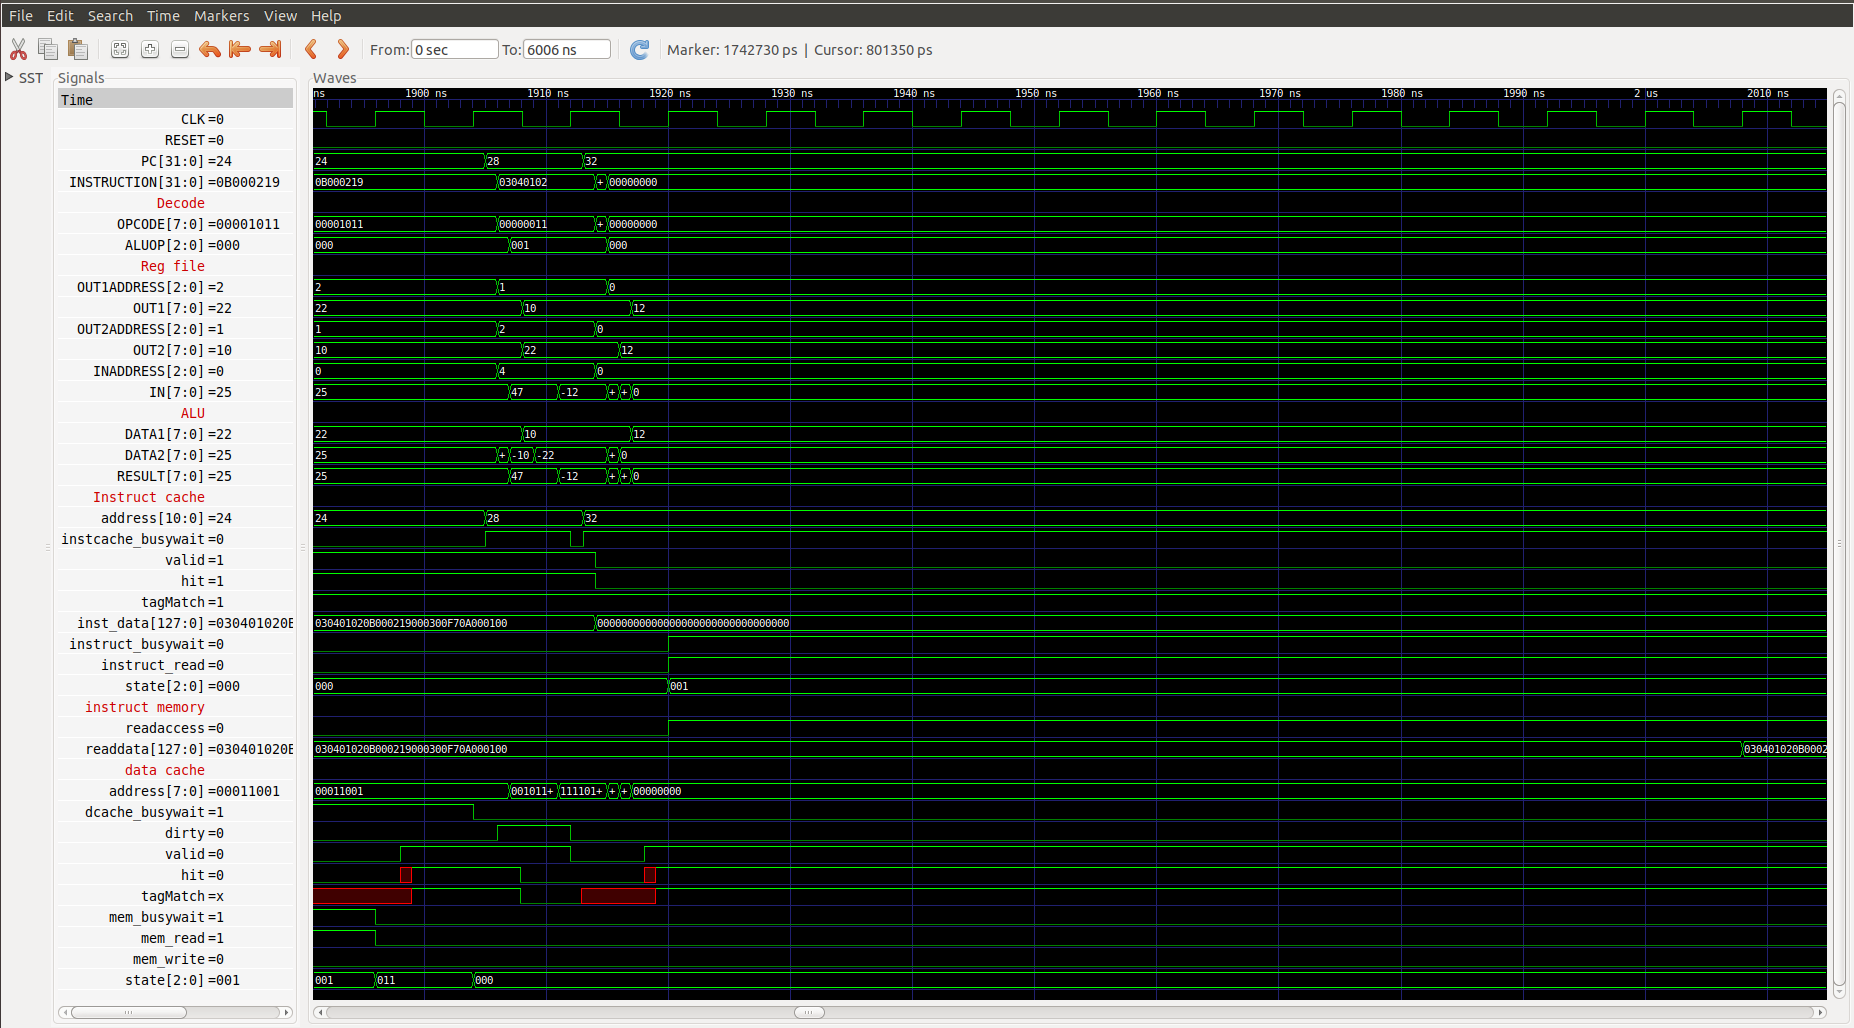 File Edit Search Time Markers View Help
From: 0 sec To: 6006 ns Marker: 1742730 ps | Cursor: 801350 ps
SST Signals Waves
Time ns 1900 ns 1910 ns 1920 ns 1930 ns 1940 ns 1950 ns 1960 ns 1970 ns 1980 ns 1990 ns 2 us 2010 ns
CLK=0
RESET=0
PC[31:0]=24 24 28 32
INSTRUCTION[31:0]=0B000219 0B000219 03040102 + 00000000
Decode
OPCODE[7:0]=00001011 00001011 00000011 + 00000000
ALUOP[2:0]=000 000 001 000
Reg file
OUT1ADDRESS[2:0]=2 2 1 0
OUT1[7:0]=22 22 10 12
OUT2ADDRESS[2:0]=1 1 2 0
OUT2[7:0]=10 10 22 12
INADDRESS[2:0]=0 0 4 0
IN[7:0]=25 25 47 -12 + + 0
ALU
DATA1[7:0]=22 22 10 12
DATA2[7:0]=25 25 + -10 -22 + 0
RESULT[7:0]=25 25 47 -12 + + 0
Instruct cache
address[10:0]=24 24 28 32
instcache_busywait=0
valid=1
hit=1
tagMatch=1
inst_data[127:0]=030401020B 030401020B000219000300F70A000100 00000000000000000000000000000000
instruct_busywait=0
instruct_read=0
state[2:0]=000 000 001
instruct memory
readaccess=0
readdata[127:0]=030401020B 030401020B000219000300F70A000100 030401020B0002
data cache
address[7:0]=00011001 00011001 001011+ 111101+ + + 00000000
dcache_busywait=1
dirty=0
valid=0
hit=0
tagMatch=x
mem_busywait=1
mem_read=1
mem_write=0
state[2:0]=001 001 011 000